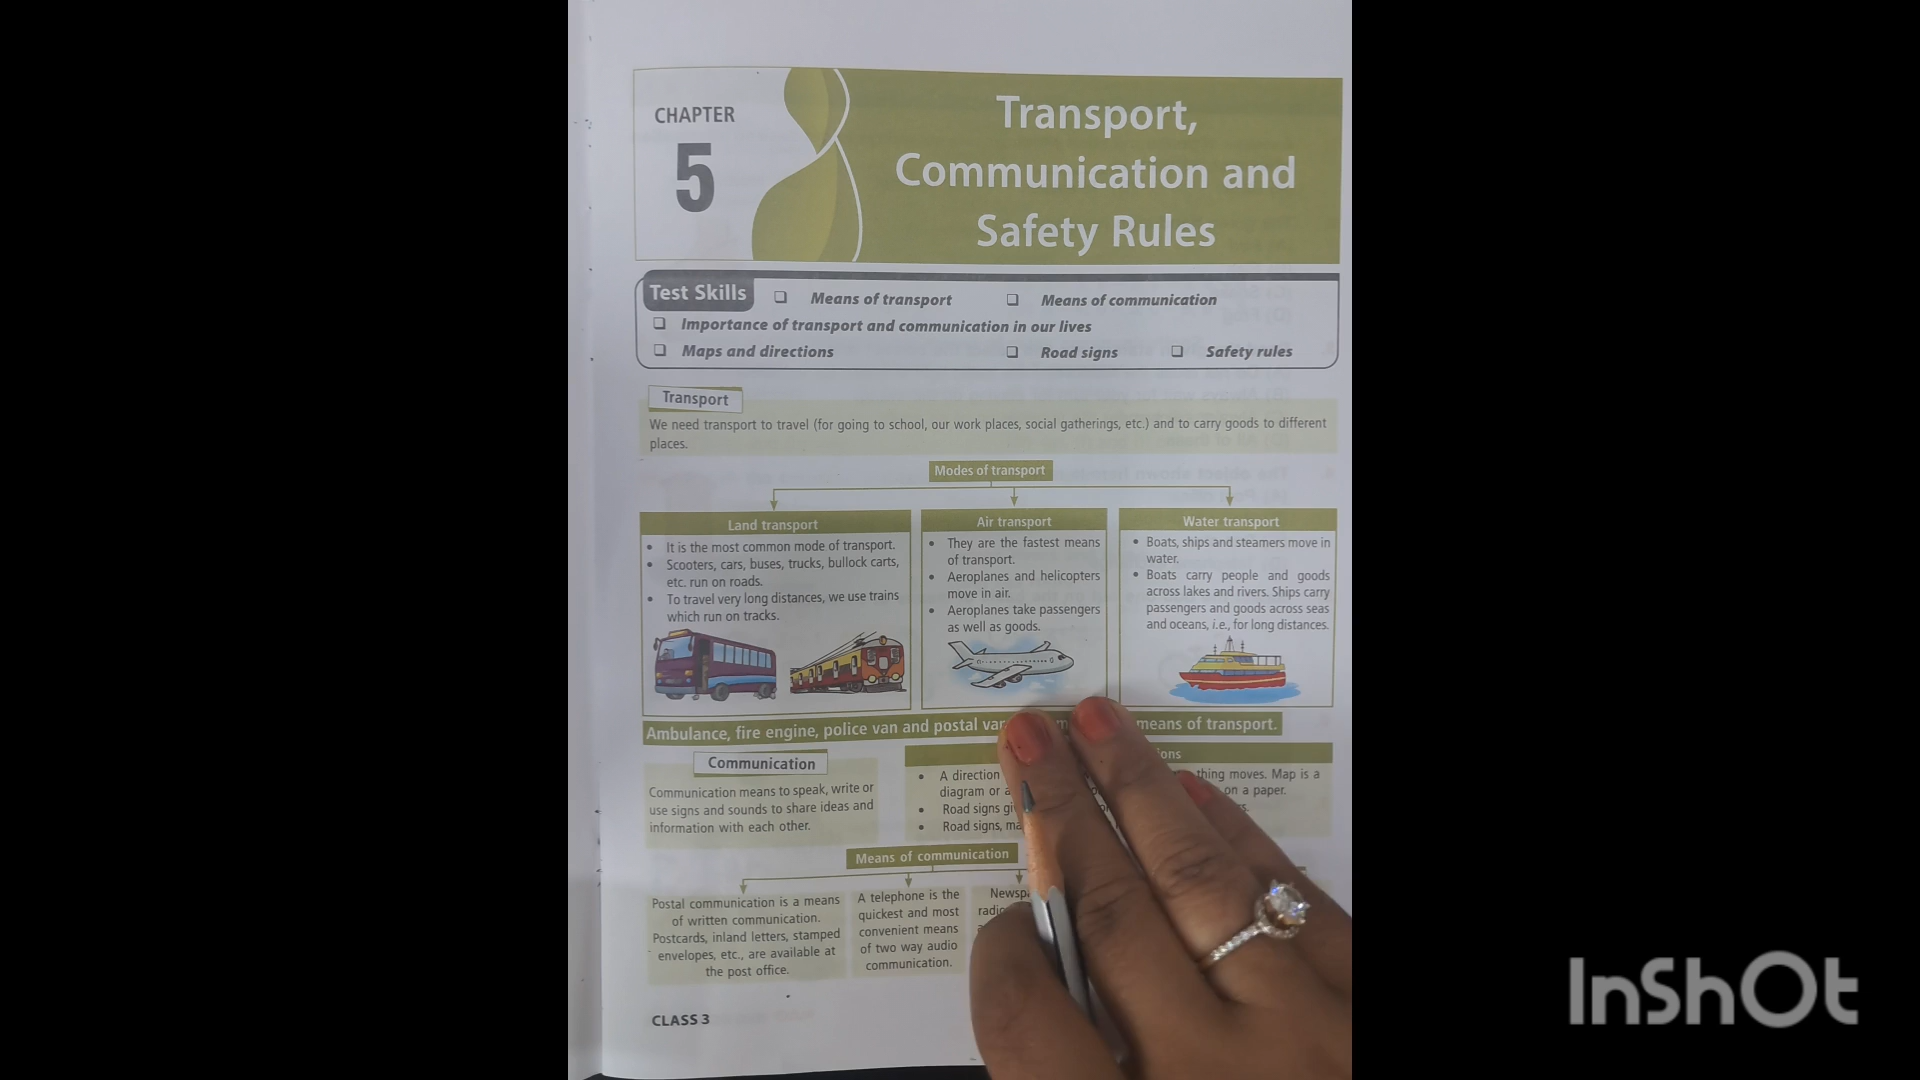 CHAPTER
5
Transport,
Communication and
Safety Rules
Test Skills
❑ Means of transport
❑ Means of communication
❑ Importance of transport and communication in our lives
❑ Maps and directions
❑ Road signs
❑ Safety rules
Transport
We need transport to travel (for going to school, our work places, social gatherings, etc.) and to carry goods to different
places.
Modes of transport
Land transport
• It is the most common mode of transport.
• Scooters, cars, buses, trucks, bullock carts,
etc. run on roads.
• To travel very long distances, we use trains
which run on tracks.
Air transport
• They are the fastest means
of transport.
• Aeroplanes and helicopters
move in air.
• Aeroplanes take passengers
as well as goods.
Water transport
• Boats, ships and steamers move in
water.
• Boats carry people and goods
across lakes and rivers. Ships carry
passengers and goods across seas
and oceans, i.e., for long distances.
Ambulance, fire engine, police van and postal van means of transport.
Communication
Communication means to speak, write or
use signs and sounds to share ideas and
information with each other.
• A direction thing moves. Map is a
diagram or on a paper.
• Road signs
• Road signs,
Means of communication
Postal communication is a means
of written communication.
Postcards, inland letters, stamped
envelopes, etc., are available at
the post office.
A telephone is the
quickest and most
convenient means
of two way audio
communication.
CLASS 3
InShOt